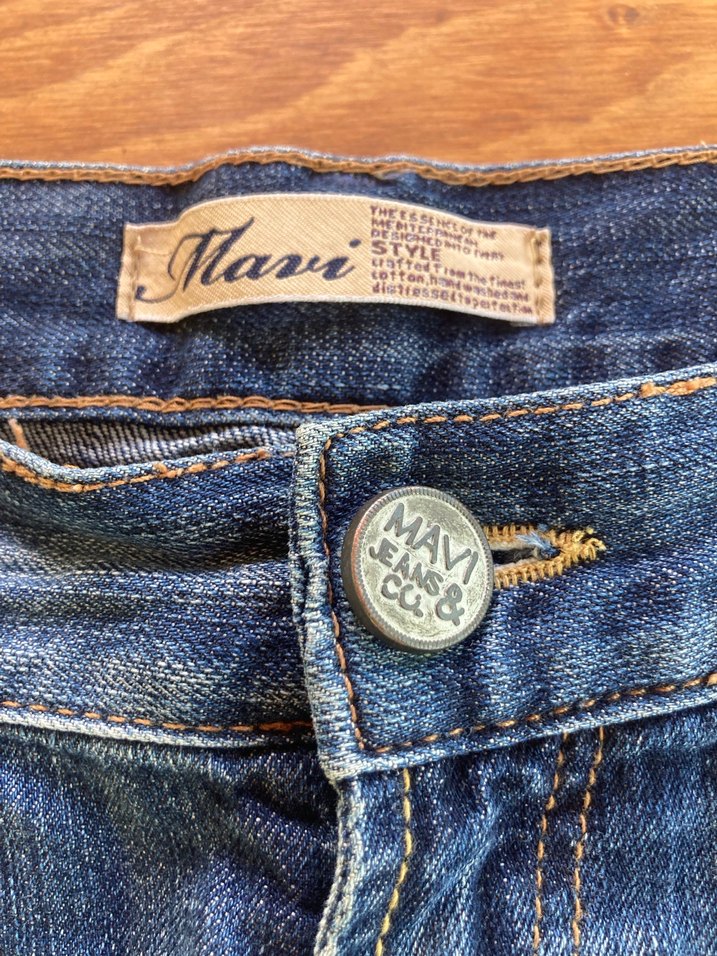 Mavi
THE ESSENCE OF THE
MEDITERRANEAN
DESIGNED INTO EVERY
STYLE
crafted from the finest
cotton, hand washed and
distressed to perfection
MAVI
JEANS &
CO.